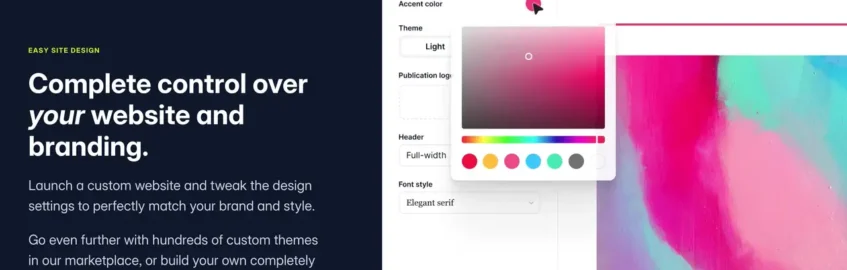 EASY SITE DESIGN
Complete control over
your website and
branding.
Launch a custom website and tweak the design
settings to perfectly match your brand and style.
Go even further with hundreds of custom themes
in our marketplace, or build your own completely
Accent color
Theme
Light
Publication
Header
Full-width
Font style
Elegant serif